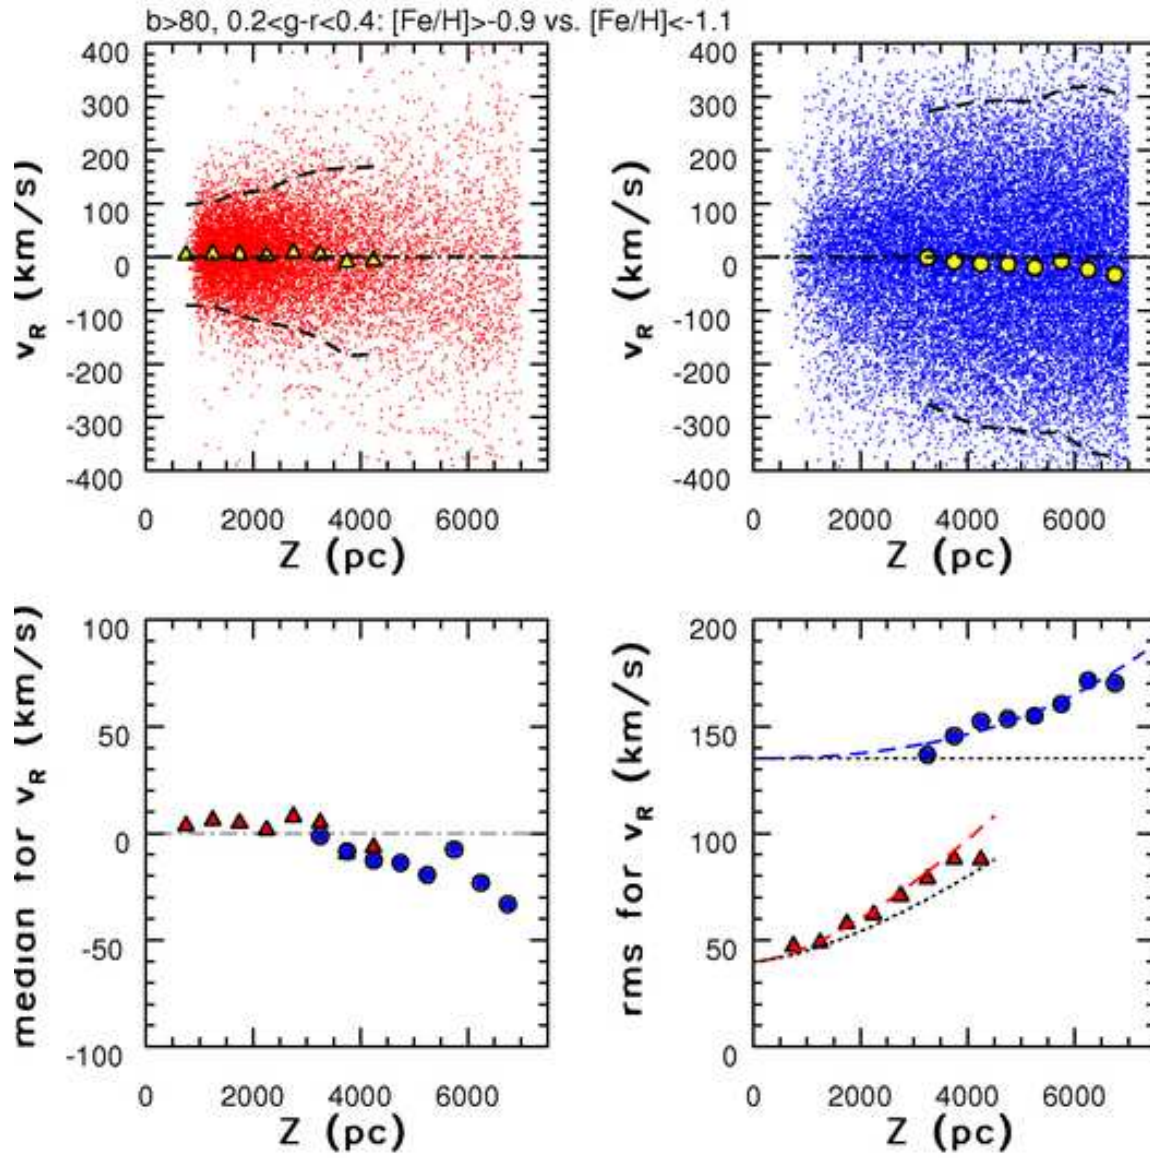 b>80, 0.2<g-r<0.4: [Fe/H]>-0.9 vs. [Fe/H]<-1.1
400
300
200
100
0
-100
-200
-300
-400
v_R (km/s)
0 2000 4000 6000
Z (pc)
400
300
200
100
0
-100
-200
-300
-400
v_R (km/s)
0 2000 4000 6000
Z (pc)
100
50
0
-50
-100
median for v_R (km/s)
0 2000 4000 6000
Z (pc)
200
150
100
50
0
rms for v_R (km/s)
0 2000 4000 6000
Z (pc)